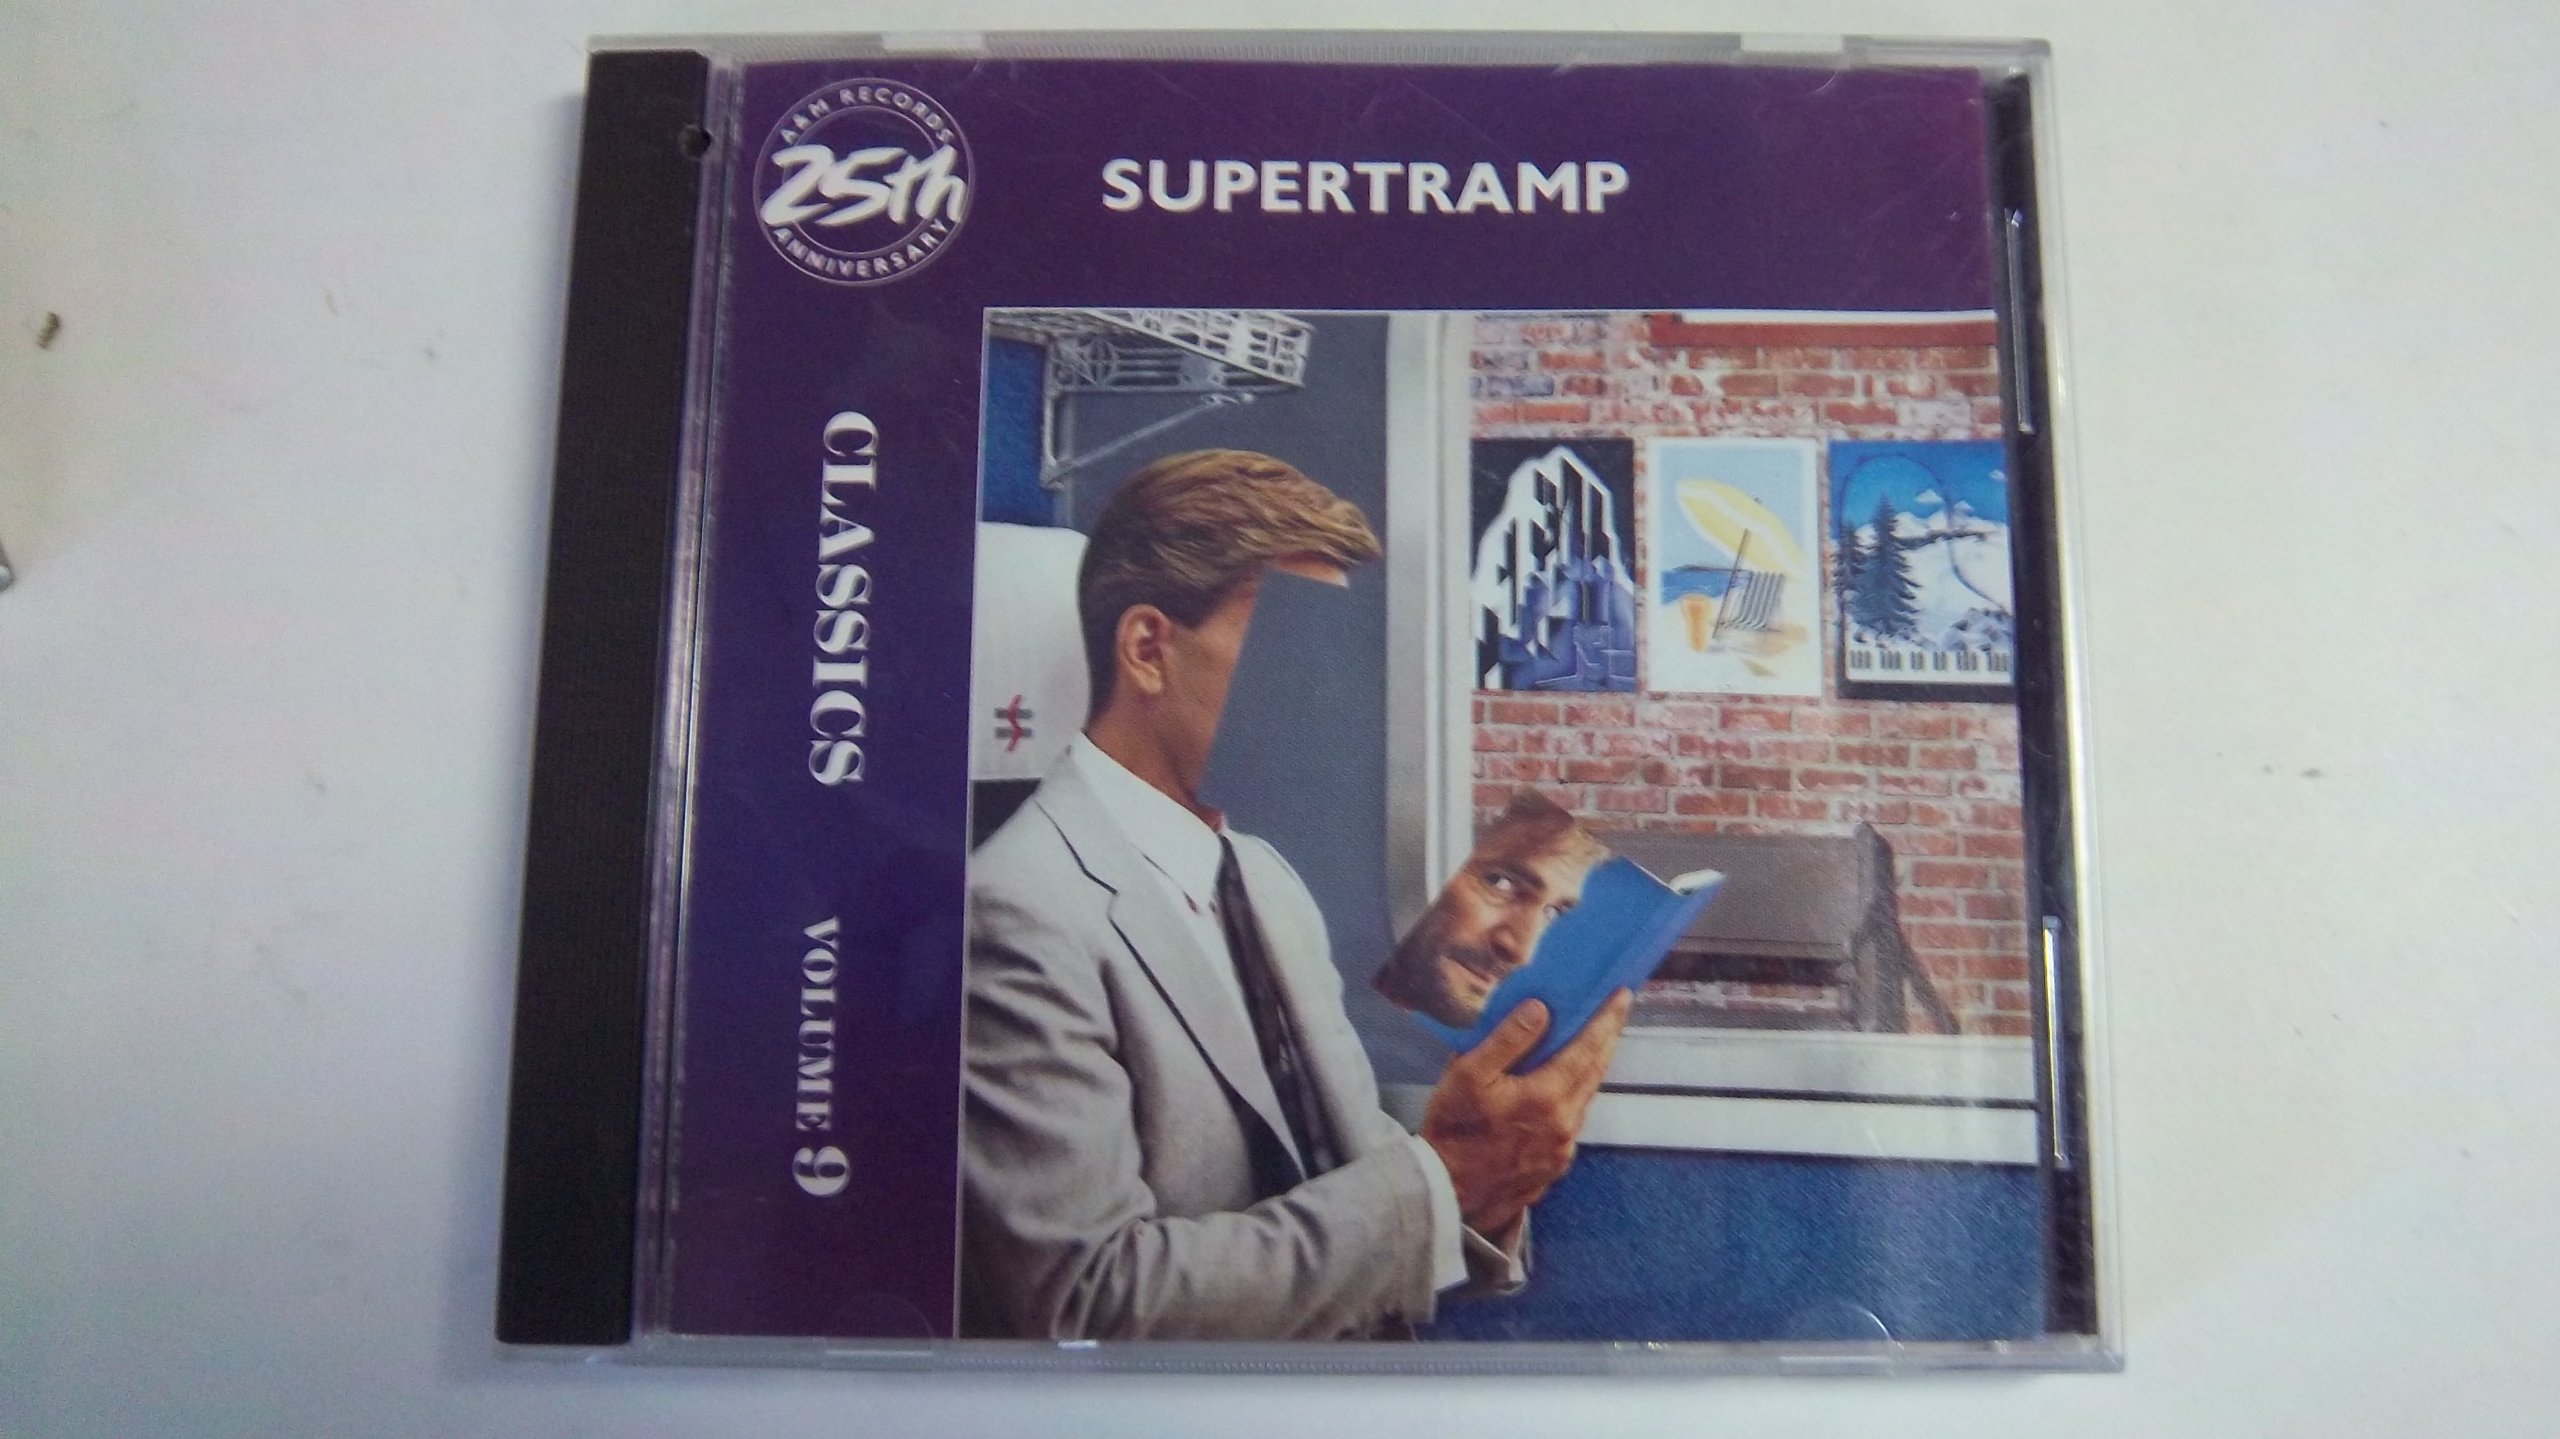 A&M RECORDS
25th
ANNIVERSARY
SUPERTRAMP
CLASSICS
VOLUME 9